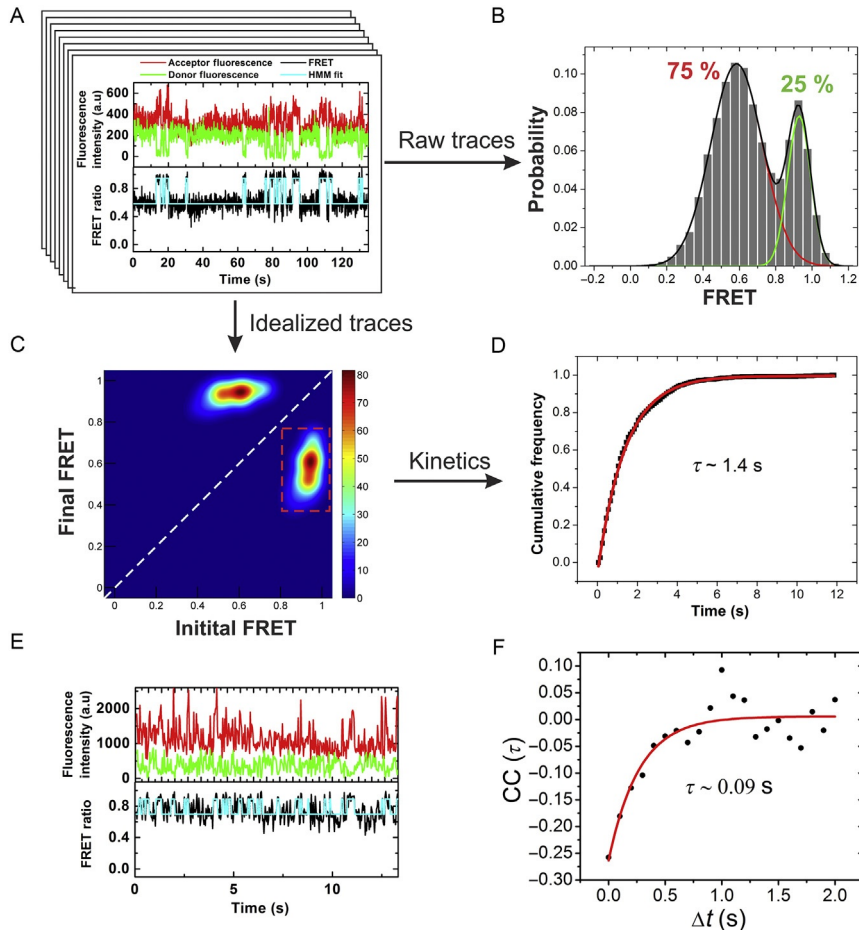 A
Acceptor fluorescence
FRET
Donor fluorescence
HMM fit
Fluorescence
intensity (a.u)
600
400
200
0
FRET ratio
0.8
0.4
0.0
0 20 40 60 80 100 120
Time (s)
Raw traces
B
75 %
25 %
Probability
0.10
0.08
0.06
0.04
0.02
0.00
−0.2 0.0 0.2 0.4 0.6 0.8 1.0 1.2
FRET
Idealized traces
C
Final FRET
1
0.8
0.6
0.4
0.2
0
0 0.2 0.4 0.6 0.8 1
Initital FRET
80
70
60
50
40
30
20
10
0
Kinetics
D
Cumulative frequency
1.0
0.8
0.6
0.4
0.2
0.0
τ ~ 1.4 s
0 2 4 6 8 10 12
Time (s)
E
Fluorescence
intensity (a.u)
2000
1000
0
FRET ratio
0.8
0.4
0.0
0 5 10
Time (s)
F
CC (τ)
0.10
0.05
0.00
−0.05
−0.10
−0.15
−0.20
−0.25
−0.30
τ ~ 0.09 s
0.0 0.5 1.0 1.5 2.0
Δt (s)